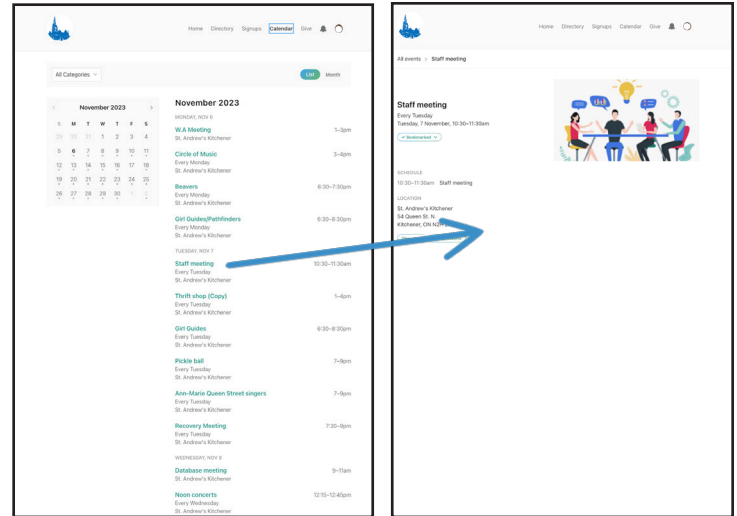 Home Directory Signups Calendar Give
All Categories
List Month
November 2023
S M T W T F S
29 30 31 1 2 3 4
5 6 7 8 9 10 11
12 13 14 15 16 17 18
19 20 21 22 23 24 25
26 27 28 29 30 1 2
November 2023
MONDAY, NOV 6
W.A Meeting 1–3pm
St. Andrew's Kitchener
Circle of Music 3–4pm
Every Monday
St. Andrew's Kitchener
Beavers 6:30–7:30pm
Every Monday
St. Andrew's Kitchener
Girl Guides/Pathfinders 6:30–8:30pm
Every Monday
St. Andrew's Kitchener
TUESDAY, NOV 7
Staff meeting 10:30–11:30am
Every Tuesday
St. Andrew's Kitchener
Thrift shop (Copy) 1–4pm
Every Tuesday
St. Andrew's Kitchener
Girl Guides 6:30–8:30pm
Every Tuesday
St. Andrew's Kitchener
Pickle ball 7–9pm
Every Tuesday
St. Andrew's Kitchener
Ann-Marie Queen Street singers 7–9pm
Every Tuesday
St. Andrew's Kitchener
Recovery Meeting 7:30–9pm
Every Tuesday
St. Andrew's Kitchener
WEDNESDAY, NOV 8
Database meeting 9–11am
St. Andrew's Kitchener
Noon concerts 12:15–12:45pm
Every Wednesday
St. Andrew's Kitchener
Home Directory Signups Calendar Give
All events > Staff meeting
Staff meeting
Every Tuesday
Tuesday, 7 November, 10:30–11:30am
Bookmarked
SCHEDULE
10:30–11:30am Staff meeting
LOCATION
St. Andrew's Kitchener
54 Queen St. N.
Kitchener, ON